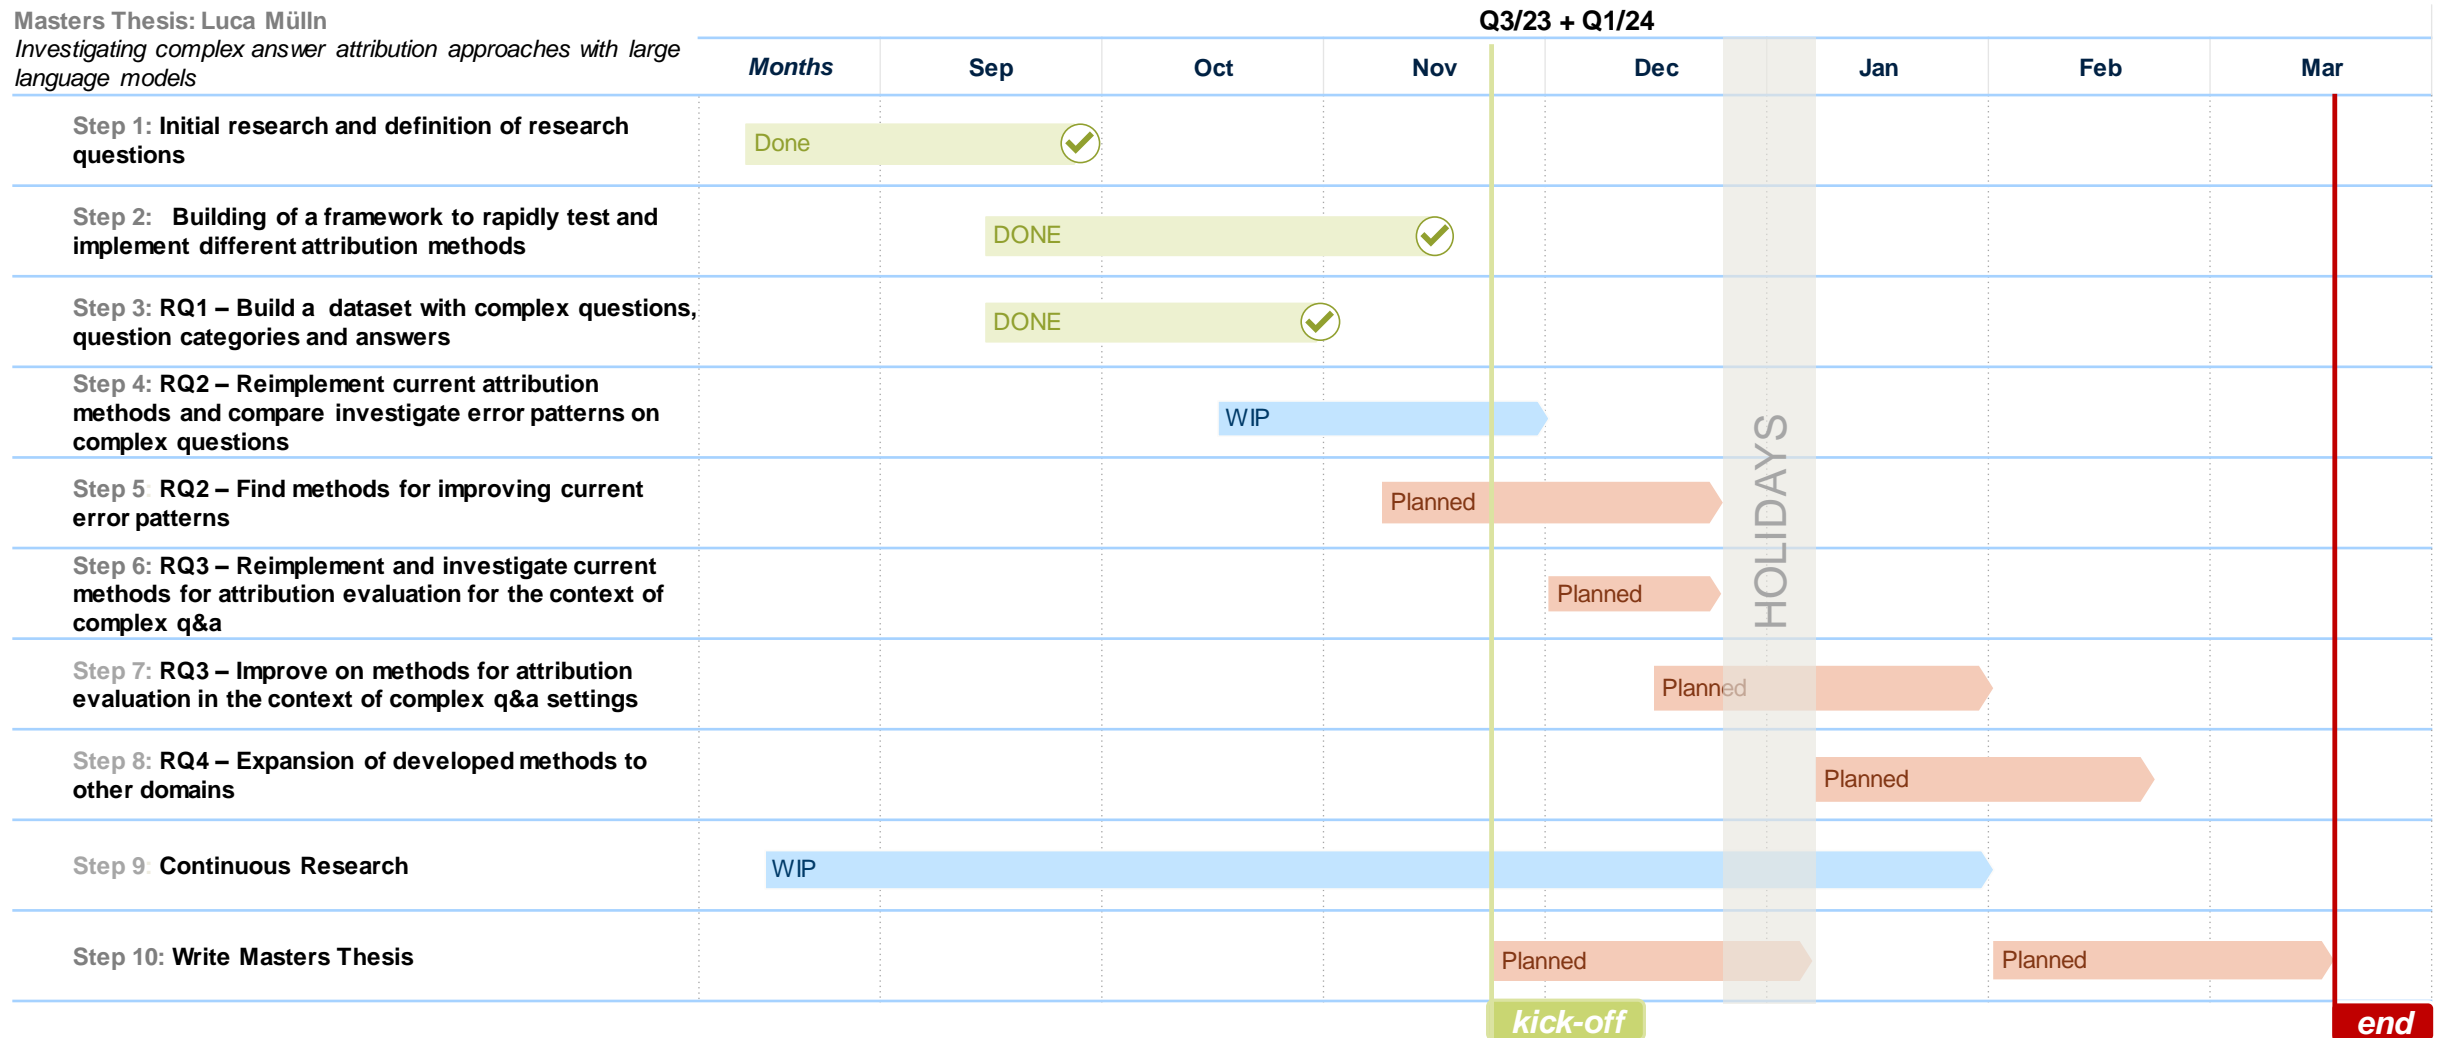 Masters Thesis: Luca Mülln
Investigating complex answer attribution approaches with large
language models
Q3/23 + Q1/24
Months Sep Oct Nov Dec Jan Feb Mar
Step 1: Initial research and definition of research
questions
Done
Step 2: Building of a framework to rapidly test and
implement different attribution methods
DONE
Step 3: RQ1 – Build a dataset with complex questions,
question categories and answers
DONE
Step 4: RQ2 – Reimplement current attribution
methods and compare investigate error patterns on
complex questions
WIP
Step 5: RQ2 – Find methods for improving current
error patterns
Planned
Step 6: RQ3 – Reimplement and investigate current
methods for attribution evaluation for the context of
complex q&a
Planned
HOLIDAYS
Step 7: RQ3 – Improve on methods for attribution
evaluation in the context of complex q&a settings
Planned
Step 8: RQ4 – Expansion of developed methods to
other domains
Planned
Step 9: Continuous Research
WIP
Step 10: Write Masters Thesis
Planned
Planned
kick-off
end